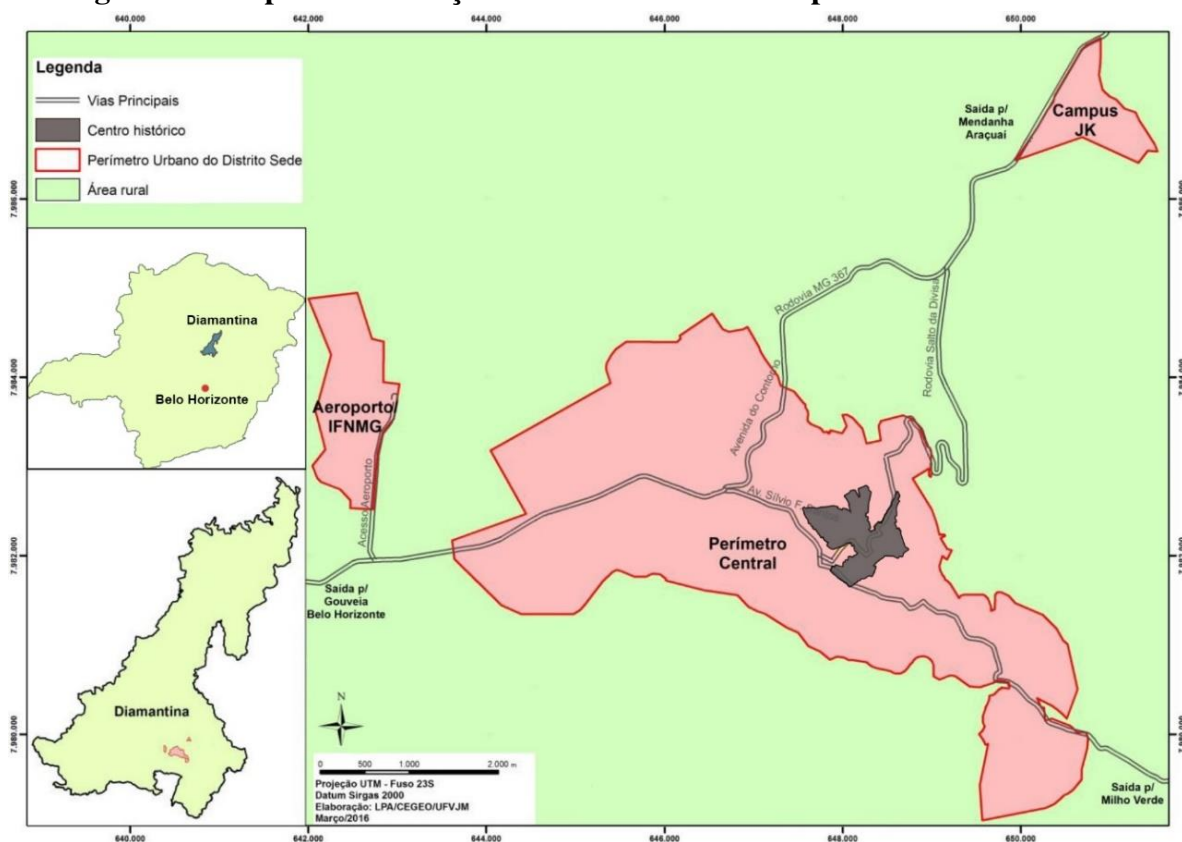 640.000 642.000 644.000 646.000 648.000 650.000
Legenda
Vias Principais
Centro histórico
Perímetro Urbano do Distrito Sede
Área rural
Saída p/
Mendanha
Araçuaí
Campus
JK
7.986.000
7.986.000
Rodovia MG 367
Rodovia Salto da Divisa
Diamantina
Belo Horizonte
7.984.000
Aeroporto/
IFNMG
Avenida do Contorno
Acesso Aeroporto
Av. Sílvio F.
Perímetro
Central
7.982.000
Saída p/
Gouveia
Belo Horizonte
Diamantina
7.980.000
N
0 500 1.000 2.000 m
Projeção UTM - Fuso 23S
Datum Sirgas 2000
Elaboração: LPA/CEGEO/UFVJM
Março/2016
Saída p/
Milho Verde
640.000 642.000 644.000 646.000 648.000 650.000